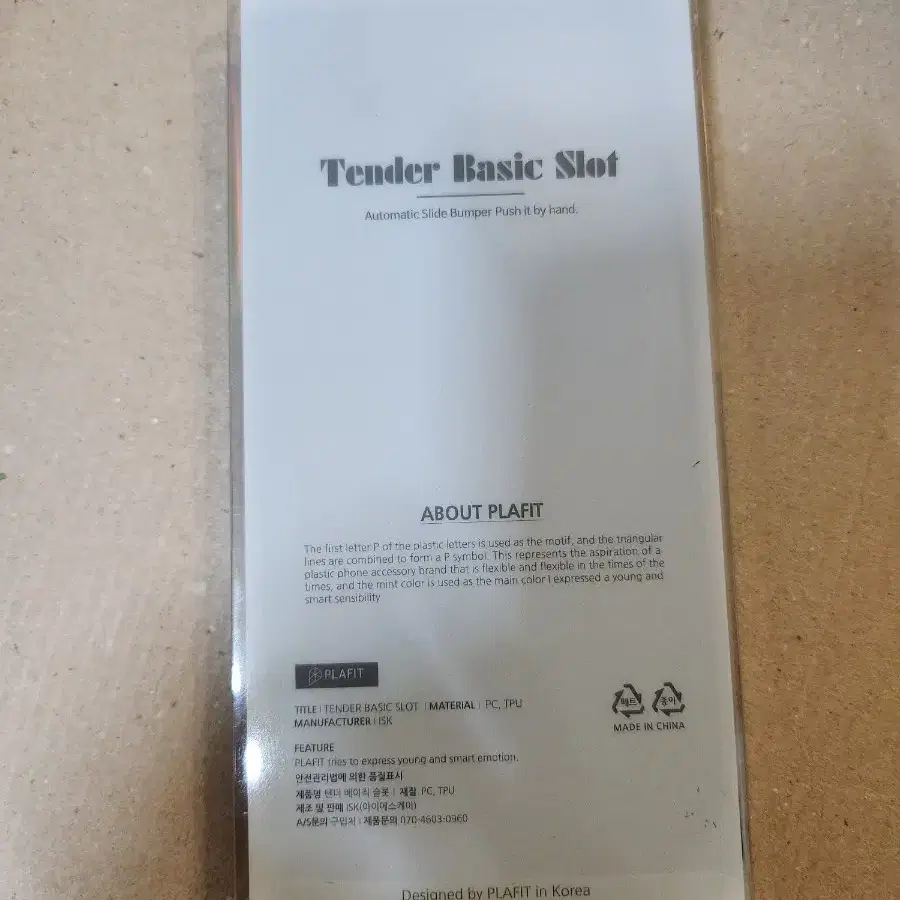 Tender Basic Slot
Automatic Slide Bumper Push it by hand.
ABOUT PLAFIT
The first letter P of the plastic letters is used as the motif, and the triangular
lines are combined to form a P symbol. This represents the aspiration of a
plastic phone accessory brand that is flexible and flexible in the times of the
times, and the mint color is used as the main color I expressed a young and
smart sensibility
PLAFIT
TITLE | TENDER BASIC SLOT | MATERIAL | PC, TPU
MANUFACTURER | ISK
페트 종이
MADE IN CHINA
FEATURE
PLAFIT tries to express young and smart emotion.
안전관리법에 의한 품질표시
제품명 텐더 베이직 슬롯 | 재질 PC, TPU
제조 및 판매 ISK(아이에스케이)
A/S문의 구입처 | 제품문의 070-4603-0960
Designed by PLAFIT in Korea